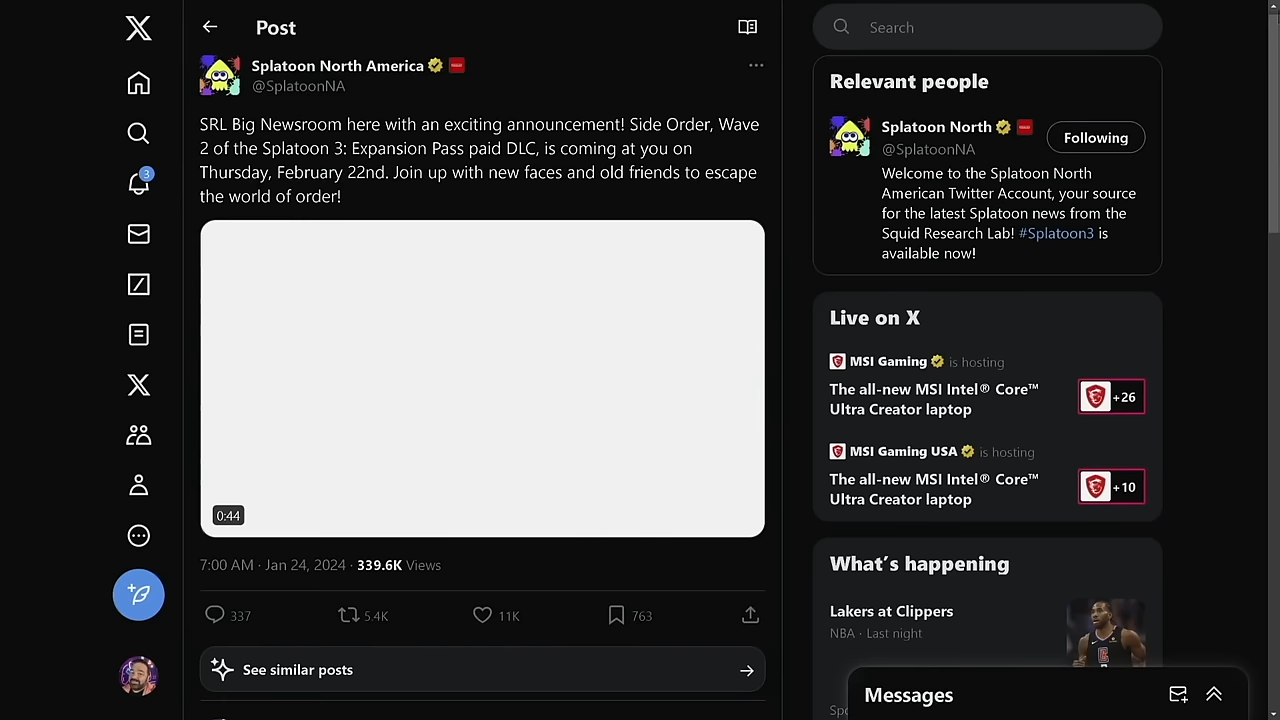 Post
Splatoon North America
@SplatoonNA
SRL Big Newsroom here with an exciting announcement! Side Order, Wave
2 of the Splatoon 3: Expansion Pass paid DLC, is coming at you on
Thursday, February 22nd. Join up with new faces and old friends to escape
the world of order!
0:44
7:00 AM · Jan 24, 2024 · 339.6K Views
337
5.4K
11K
763
See similar posts
3
Search
Relevant people
Splatoon North
@SplatoonNA
Following
Welcome to the Splatoon North
American Twitter Account, your source
for the latest Splatoon news from the
Squid Research Lab! #Splatoon3 is
available now!
Live on X
MSI Gaming is hosting
The all-new MSI Intel® Core™
Ultra Creator laptop
+26
MSI Gaming USA is hosting
The all-new MSI Intel® Core™
Ultra Creator laptop
+10
What’s happening
Lakers at Clippers
NBA · Last night
Messages